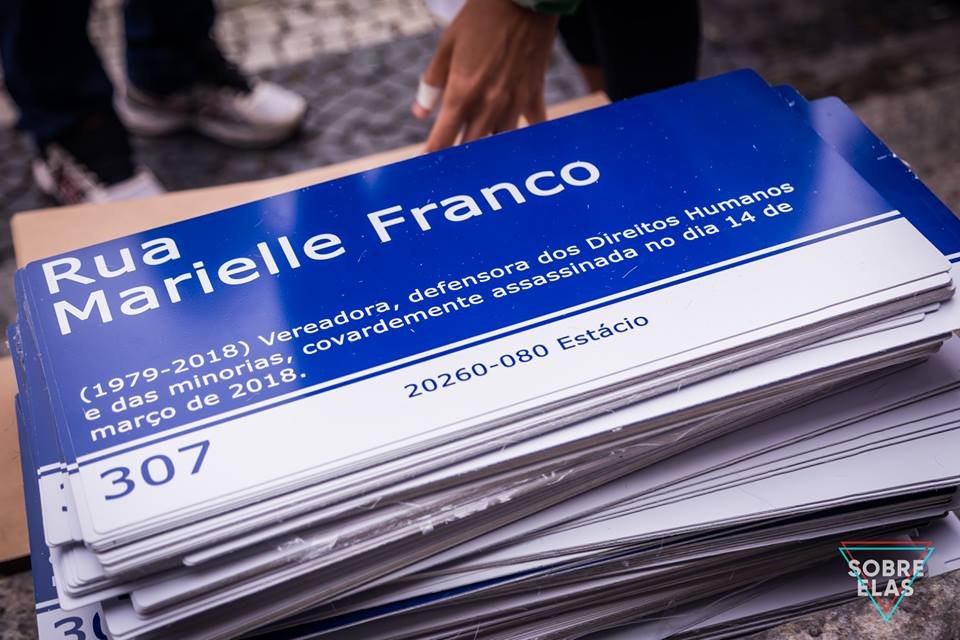 Rua
Marielle Franco
(1979-2018) Vereadora, defensora dos Direitos Humanos
e das minorias, covardemente assassinada no dia 14 de
março de 2018.
20260-080 Estácio
307
30
SOBRE
ELAS